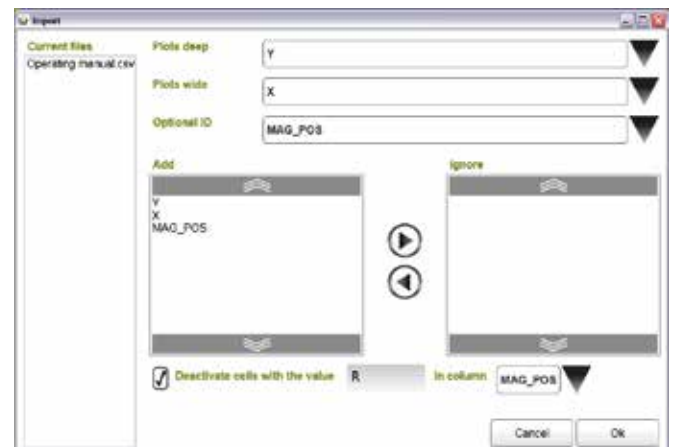 Import
Current files
Operating manual csv
Plots deep
Y
Plots wide
X
Optional ID
MAG_POS
Add
Ignore
Y
X
MAG_POS
Deactivate cells with the value R in column MAG_POS
Cancel
Ok